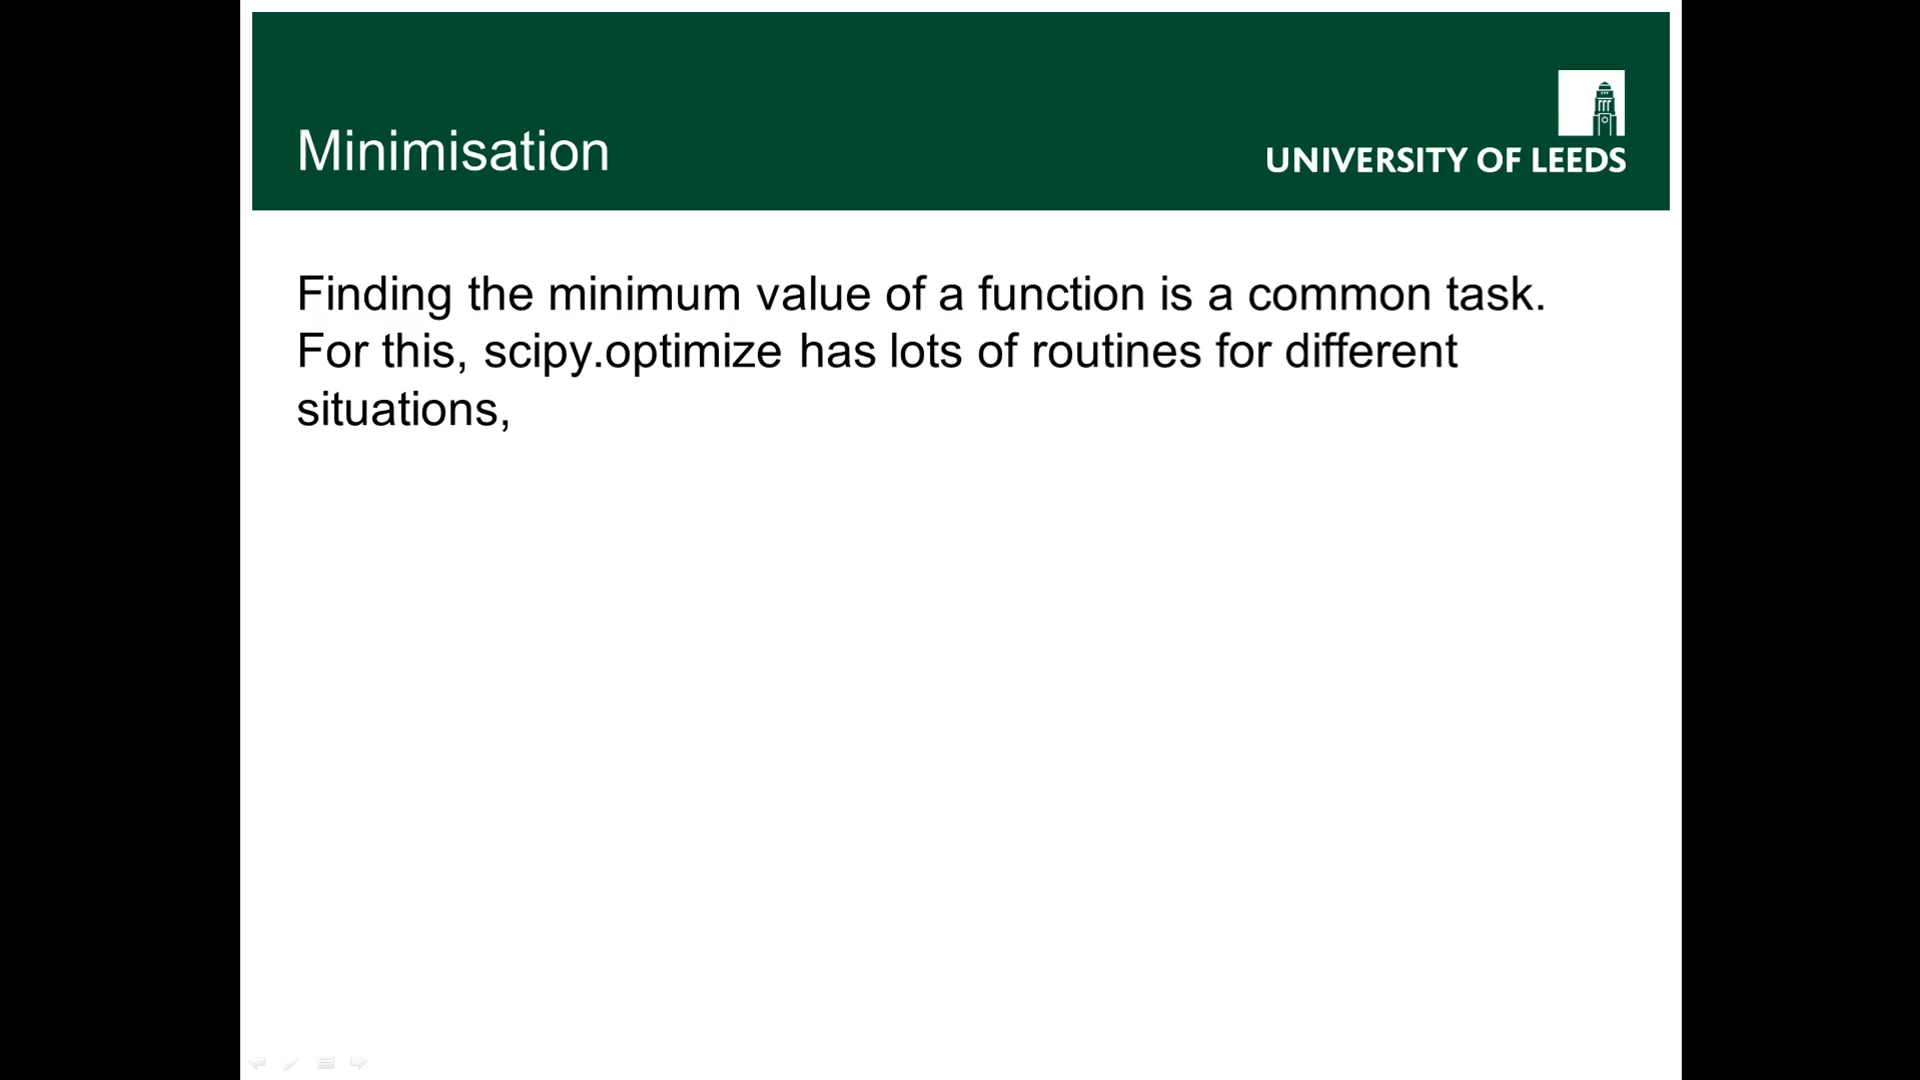 Minimisation
UNIVERSITY OF LEEDS
Finding the minimum value of a function is a common task.
For this, scipy.optimize has lots of routines for different
situations,